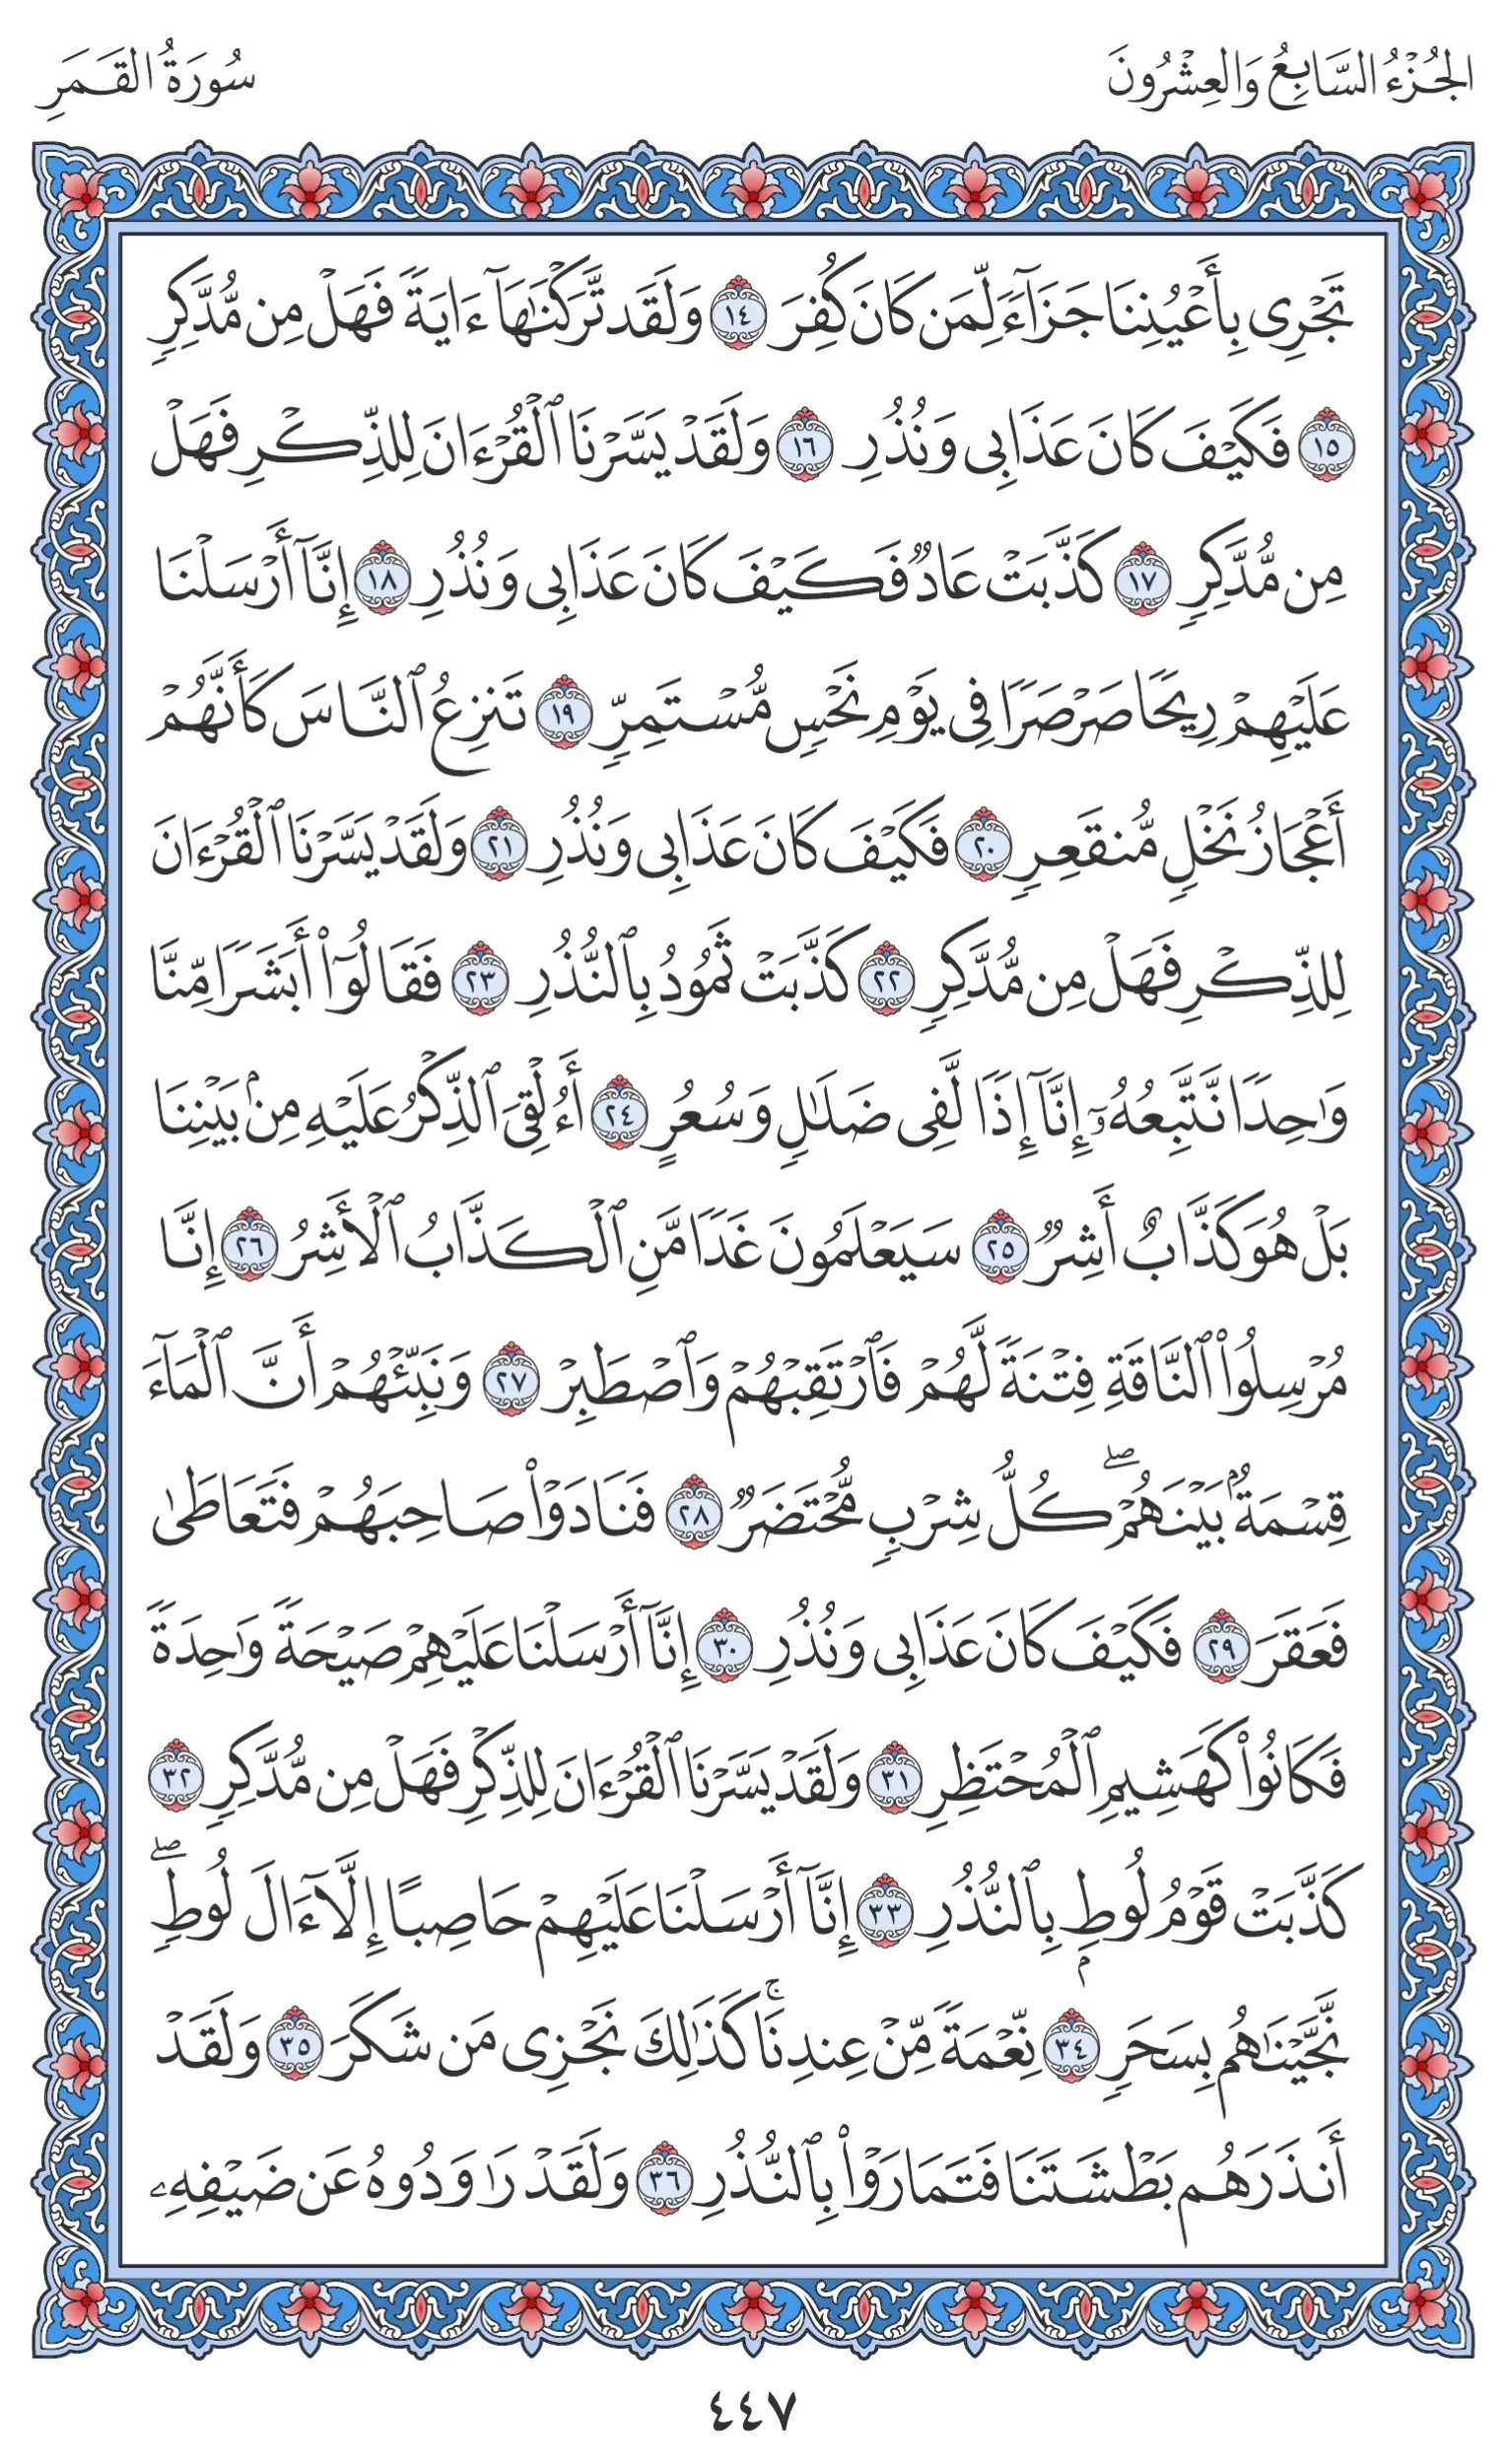 الجُزْءُ السَّابِعُ وَالعِشْرُونَ
سُورَةُ القَمَرِ
تَجْرِى بِأَعْيُنِنَا جَزَآءً لِّمَن كَانَ كُفِرَ ١٤ وَلَقَد تَّرَكْنَٰهَآ ءَايَةً فَهَلْ مِن مُّدَّكِرٍ
١٥ فَكَيْفَ كَانَ عَذَابِى وَنُذُرِ ١٦ وَلَقَدْ يَسَّرْنَا ٱلْقُرْءَانَ لِلذِّكْرِ فَهَلْ
مِن مُّدَّكِرٍ ١٧ كَذَّبَتْ عَادٌ فَكَيْفَ كَانَ عَذَابِى وَنُذُرِ ١٨ إِنَّآ أَرْسَلْنَا
عَلَيْهِمْ رِيحًا صَرْصَرًا فِى يَوْمِ نَحْسٍ مُّسْتَمِرٍّ ١٩ تَنزِعُ ٱلنَّاسَ كَأَنَّهُمْ
أَعْجَازُ نَخْلٍ مُّنقَعِرٍ ٢٠ فَكَيْفَ كَانَ عَذَابِى وَنُذُرِ ٢١ وَلَقَدْ يَسَّرْنَا ٱلْقُرْءَانَ
لِلذِّكْرِ فَهَلْ مِن مُّدَّكِرٍ ٢٢ كَذَّبَتْ ثَمُودُ بِٱلنُّذُرِ ٢٣ فَقَالُوٓا۟ أَبَشَرًا مِّنَّا
وَٰحِدًا نَّتَّبِعُهُۥٓ إِنَّآ إِذًا لَّفِى ضَلَٰلٍ وَسُعُرٍ ٢٤ أَءُلْقِىَ ٱلذِّكْرُ عَلَيْهِ مِنۢ بَيْنِنَا
بَلْ هُوَ كَذَّابٌ أَشِرٌ ٢٥ سَيَعْلَمُونَ غَدًا مَّنِ ٱلْكَذَّابُ ٱلْأَشِرُ ٢٦ إِنَّا
مُرْسِلُوا۟ ٱلنَّاقَةِ فِتْنَةً لَّهُمْ فَٱرْتَقِبْهُمْ وَٱصْطَبِرْ ٢٧ وَنَبِّئْهُمْ أَنَّ ٱلْمَآءَ
قِسْمَةٌۢ بَيْنَهُمْۖ كُلُّ شِرْبٍ مُّحْتَضَرٌ ٢٨ فَنَادَوْا۟ صَاحِبَهُمْ فَتَعَاطَىٰ
فَعَقَرَ ٢٩ فَكَيْفَ كَانَ عَذَابِى وَنُذُرِ ٣٠ إِنَّآ أَرْسَلْنَا عَلَيْهِمْ صَيْحَةً وَٰحِدَةً
فَكَانُوا۟ كَهَشِيمِ ٱلْمُحْتَظِرِ ٣١ وَلَقَدْ يَسَّرْنَا ٱلْقُرْءَانَ لِلذِّكْرِ فَهَلْ مِن مُّدَّكِرٍ ٣٢
كَذَّبَتْ قَوْمُ لُوطٍۭ بِٱلنُّذُرِ ٣٣ إِنَّآ أَرْسَلْنَا عَلَيْهِمْ حَاصِبًا إِلَّآ ءَالَ لُوطٍۖ
نَّجَّيْنَٰهُم بِسَحَرٍ ٣٤ نِّعْمَةً مِّنْ عِندِنَاۚ كَذَٰلِكَ نَجْزِى مَن شَكَرَ ٣٥ وَلَقَدْ
أَنذَرَهُم بَطْشَتَنَا فَتَمَارَوْا۟ بِٱلنُّذُرِ ٣٦ وَلَقَدْ رَٰوَدُوهُ عَن ضَيْفِهِۦ
٤٤٧